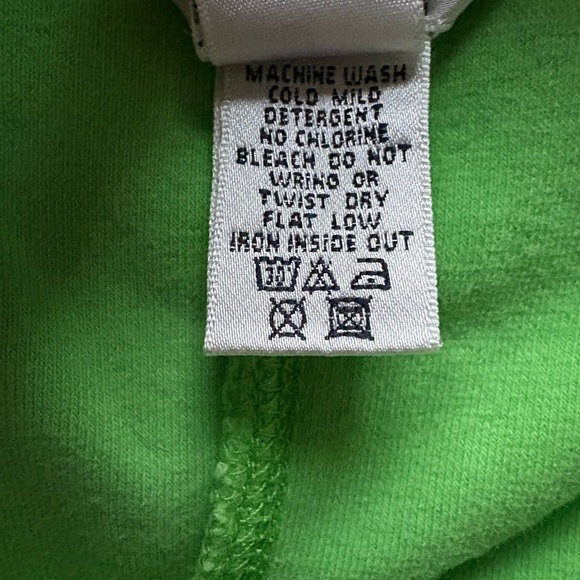 MACHINE WASH
COLD MILD
DETERGENT
NO CHLORINE
BLEACH DO NOT
WRING OR
TWIST DRY
FLAT LOW
IRON INSIDE OUT
30